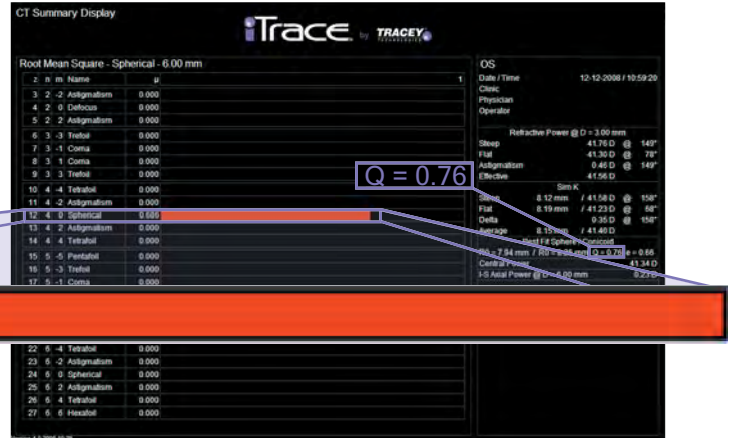 CT Summary Display
iTrace by TRACEY TECHNOLOGIES
Root Mean Square - Spherical - 6.00 mm
z n m Name µ 1
3 2 -2 Astigmatism 0.000
4 2 0 Defocus 0.000
5 2 2 Astigmatism 0.000
6 3 -3 Trefoil 0.000
7 3 -1 Coma 0.000
8 3 1 Coma 0.000
9 3 3 Trefoil 0.000
10 4 -4 Tetrafoil 0.000
11 4 -2 Astigmatism 0.000
12 4 0 Spherical 0.686
13 4 2 Astigmatism 0.000
14 4 4 Tetrafoil 0.000
15 5 -5 Pentafoil 0.000
16 5 -3 Trefoil 0.000
17 5 -1 Coma 0.000
22 6 -4 Tetrafoil 0.000
23 6 -2 Astigmatism 0.000
24 6 0 Spherical 0.000
25 6 2 Astigmatism 0.000
26 6 4 Tetrafoil 0.000
27 6 6 Hexafoil 0.000
Q = 0.76
OS
Date / Time 12-12-2008 / 10:59:20
Clinic
Physician
Operator
Refractive Power @ D = 3.00 mm
Steep 41.76 D @ 149°
Flat 41.30 D @ 78°
Astigmatism 0.46 D @ 149°
Effective 41.56 D
Sim K
Steep 8.12 mm / 41.58 D @ 158°
Flat 8.19 mm / 41.23 D @ 68°
Delta 0.35 D @ 158°
Average 8.15 mm / 41.40 D
Best Fit Sphere / Conicoid
R0 = 7.94 mm / mm Q = 0.76 e = 0.66
Central Power 41.34 D
I-S Axial Power @ D = 6.00 mm 0.23 D